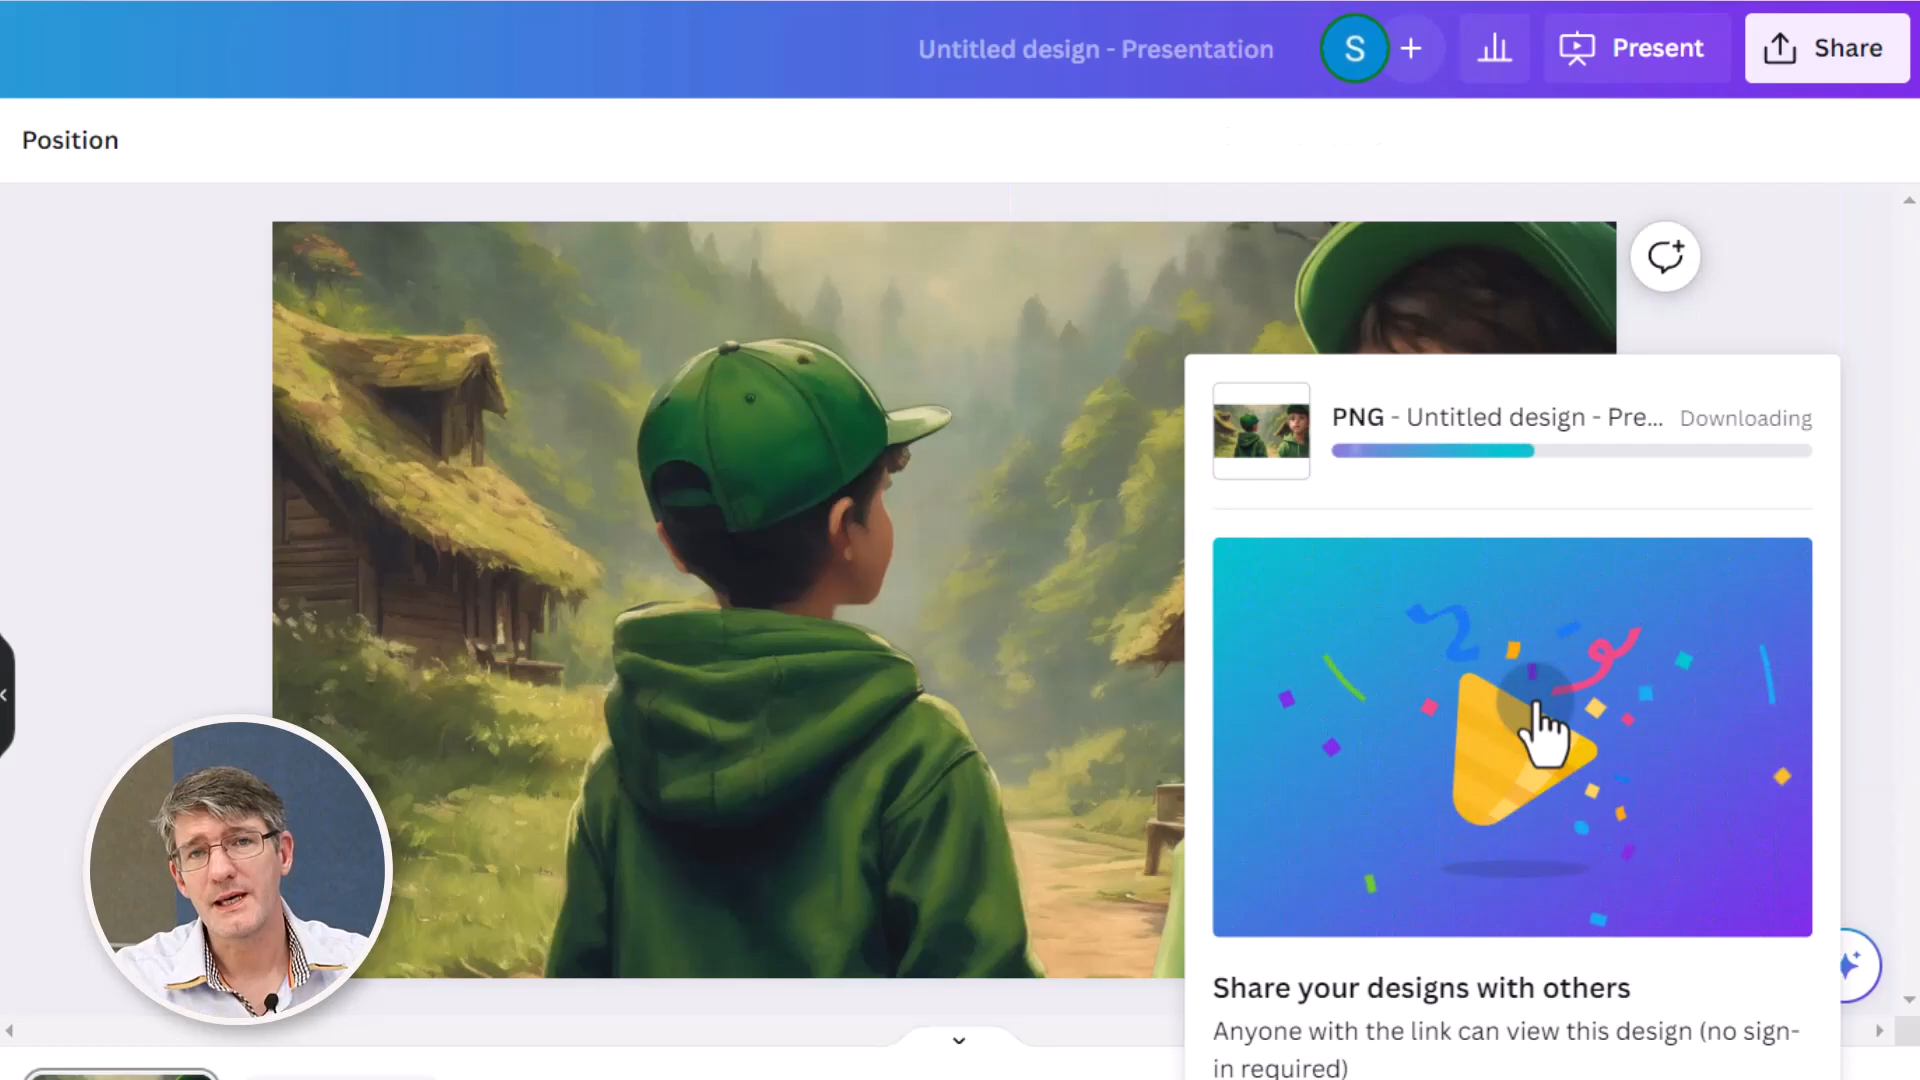 Untitled design - Presentation
S
Present
Share
Position
PNG - Untitled design - Pre...
Downloading
Share your designs with others
Anyone with the link can view this design (no sign-
in required)